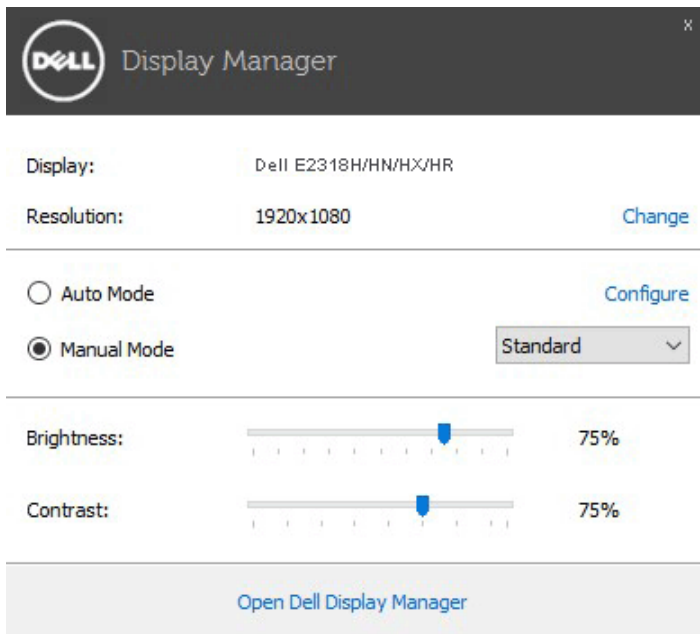 DELL Display Manager x
Display: Dell E2318H/HN/HX/HR
Resolution: 1920x1080 Change
Auto Mode Configure
Manual Mode Standard
Brightness: 75%
Contrast: 75%
Open Dell Display Manager